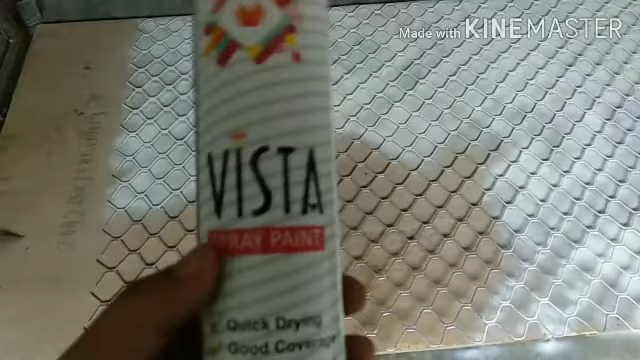 Made with KINEMASTER
VISTA
SPRAY PAINT
Quick Drying
Good Coverage